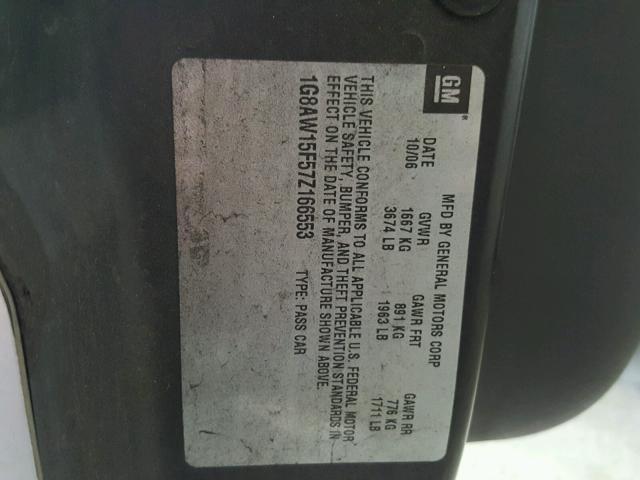 GM®
MFD BY GENERAL MOTORS CORP
DATE GVWR GAWR FRT GAWR RR
10/06 1667 KG 891 KG 776 KG
3674 LB 1963 LB 1711 LB
THIS VEHICLE CONFORMS TO ALL APPLICABLE U.S. FEDERAL MOTOR
VEHICLE SAFETY, BUMPER, AND THEFT PREVENTION STANDARDS IN
EFFECT ON THE DATE OF MANUFACTURE SHOWN ABOVE.
1G8AW15F57Z166553 TYPE: PASS CAR